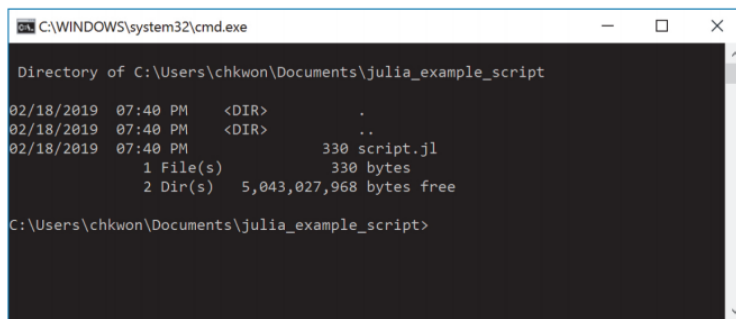 C:\WINDOWS\system32\cmd.exe
Directory of C:\Users\chkwon\Documents\julia_example_script
02/18/2019  07:40 PM    <DIR>          .
02/18/2019  07:40 PM    <DIR>          ..
02/18/2019  07:40 PM               330 script.jl
1 File(s)            330 bytes
2 Dir(s)   5,043,027,968 bytes free
C:\Users\chkwon\Documents\julia_example_script>